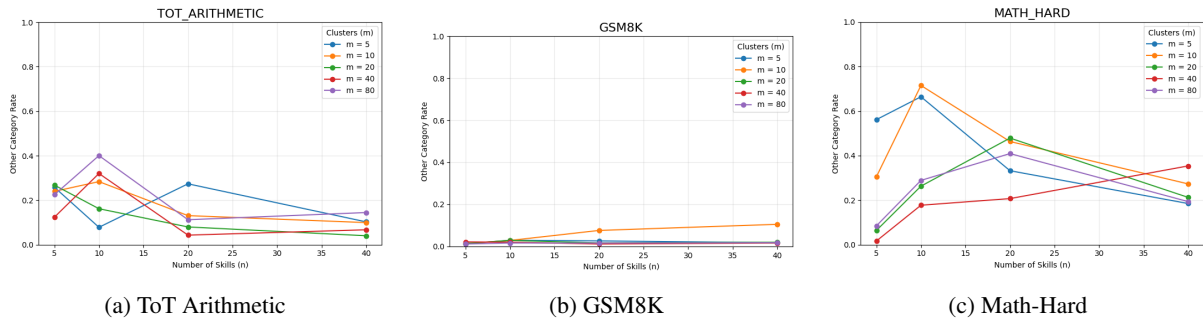 TOT_ARITHMETIC
Other Category Rate
1.0
0.8
0.6
0.4
0.2
0.0
5
10
15
20
25
30
35
40
Number of Skills (n)
Clusters (m)
m = 5
m = 10
m = 20
m = 40
m = 80
(a) ToT Arithmetic
GSM8K
Other Category Rate
1.0
0.8
0.6
0.4
0.2
0.0
5
10
15
20
25
30
35
40
Number of Skills (n)
Clusters (m)
m = 5
m = 10
m = 20
m = 40
m = 80
(b) GSM8K
MATH_HARD
Other Category Rate
1.0
0.8
0.6
0.4
0.2
0.0
5
10
15
20
25
30
35
40
Number of Skills (n)
Clusters (m)
m = 5
m = 10
m = 20
m = 40
m = 80
(c) Math-Hard